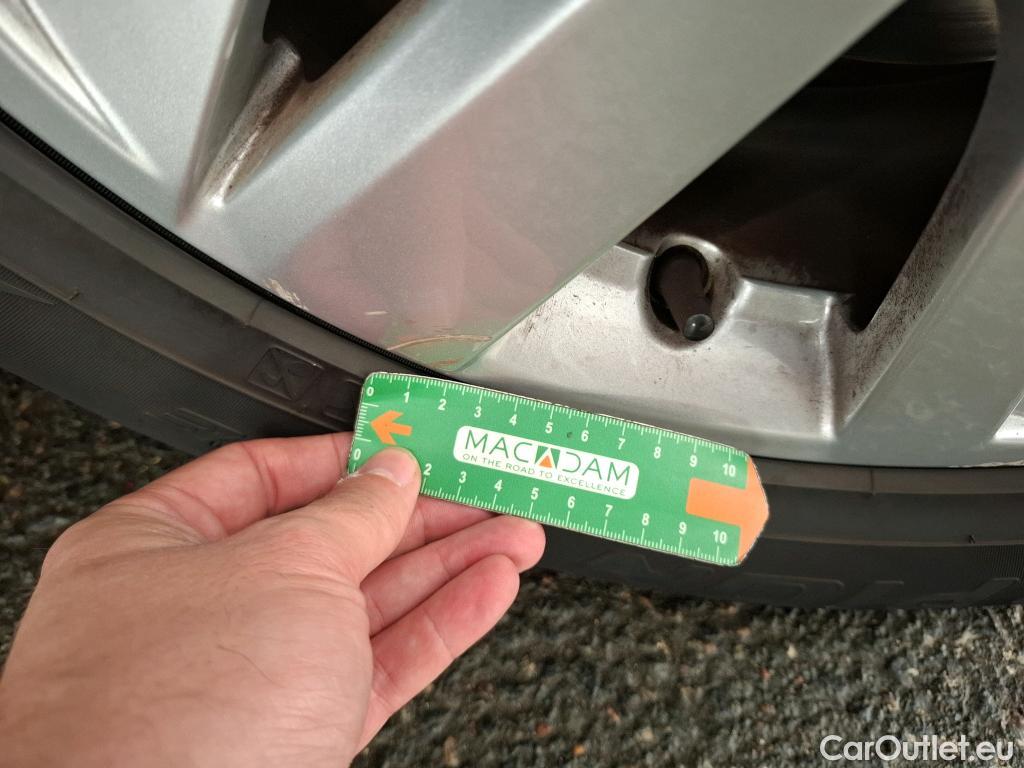 0 1 2 3 4 5 6 7 8 9 10
MACADAM
ON THE ROAD TO EXCELLENCE
0 2 3 4 5 6 7 8 9 10
CarOutlet.eu